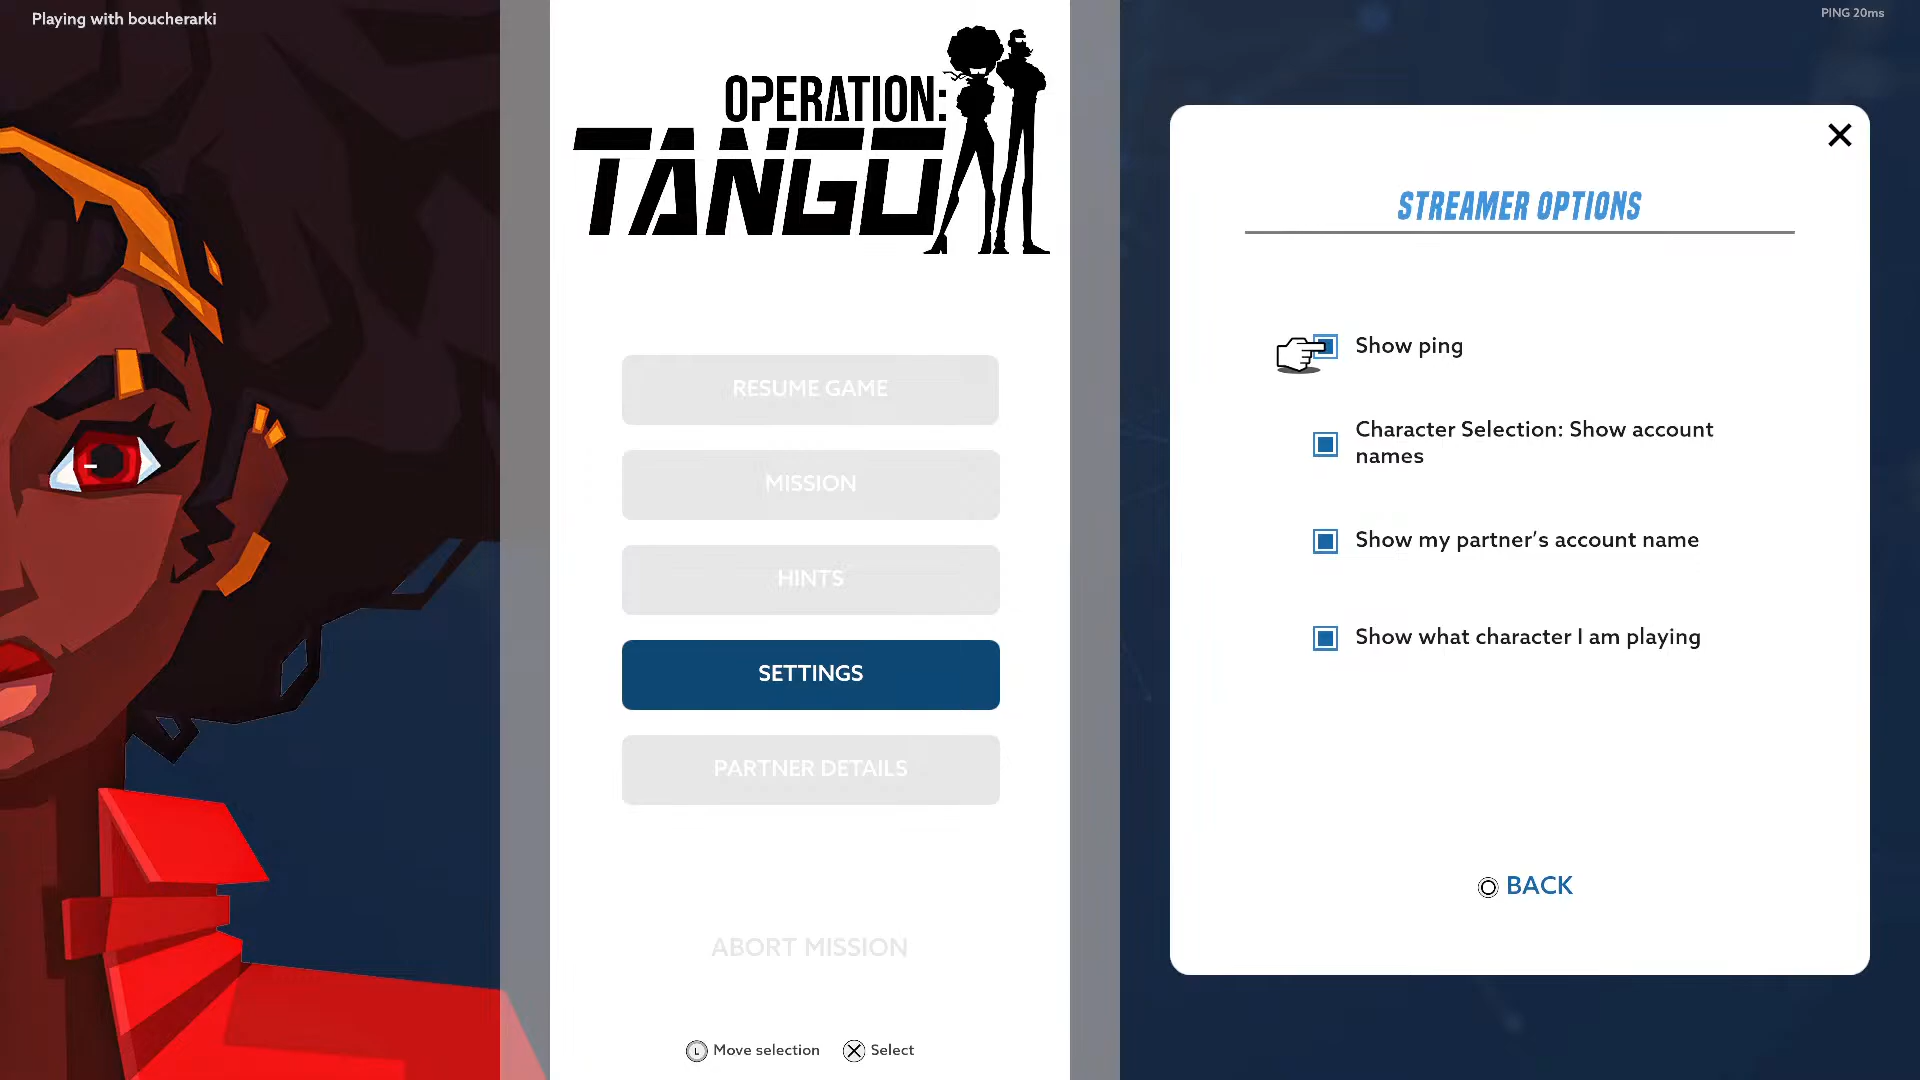 Playing with boucherarki
PING 20ms
OPERATION:
TANGO
RESUME GAME
MISSION
HINTS
SETTINGS
PARTNER DETAILS
ABORT MISSION
L Move selection
Select
STREAMER OPTIONS
Show ping
Character Selection: Show account
names
Show my partner's account name
Show what character I am playing
BACK